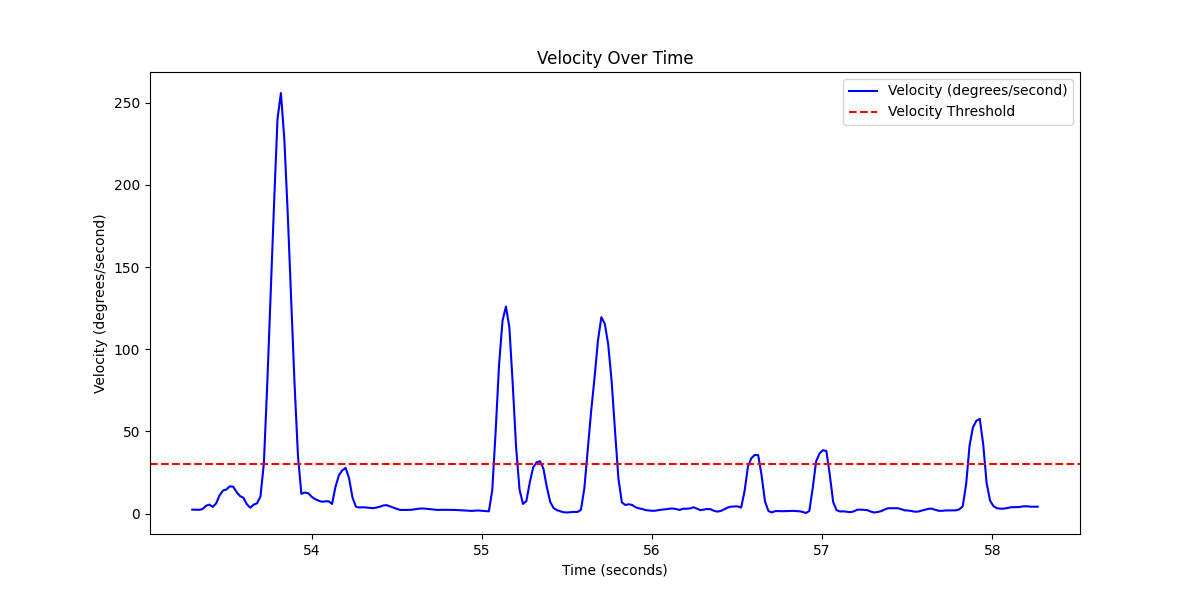 Velocity Over Time
Velocity (degrees/second)
Velocity Threshold
250
200
150
100
50
0
Velocity (degrees/second)
54 55 56 57 58
Time (seconds)